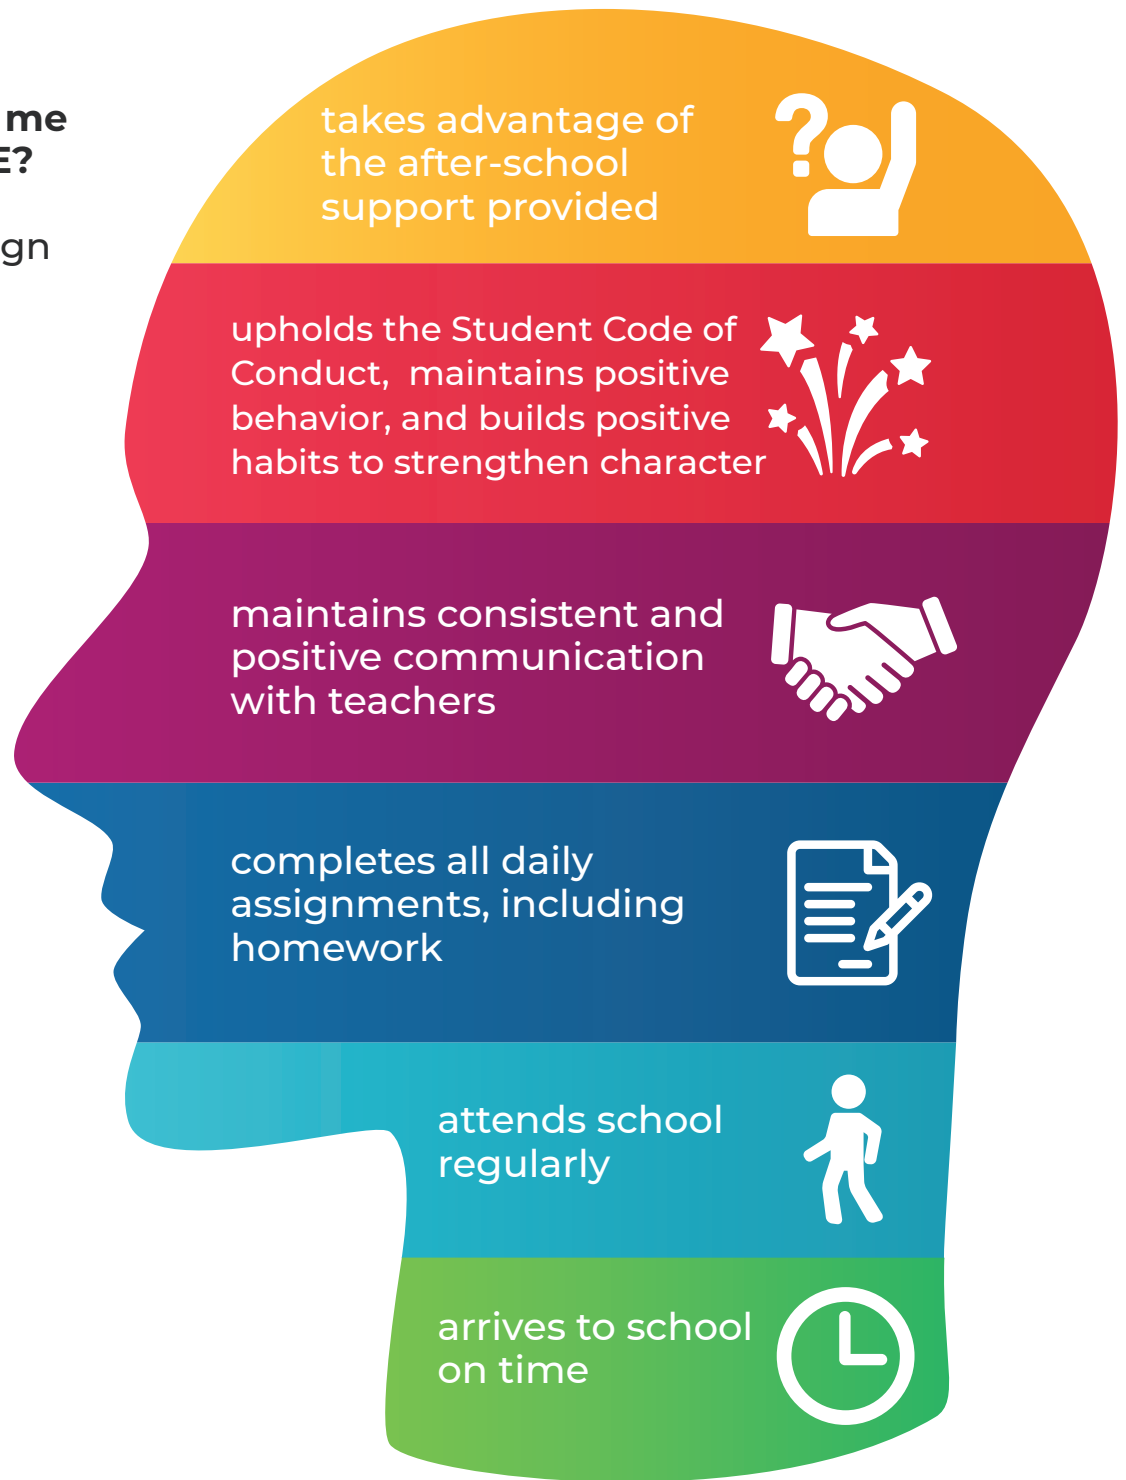 me
E?
ign
takes advantage of
the after-school
support provided
upholds the Student Code of
Conduct,  maintains positive
behavior, and builds positive
habits to strengthen character
maintains consistent and
positive communication
with teachers
completes all daily
assignments, including
homework
attends school
regularly
arrives to school
on time